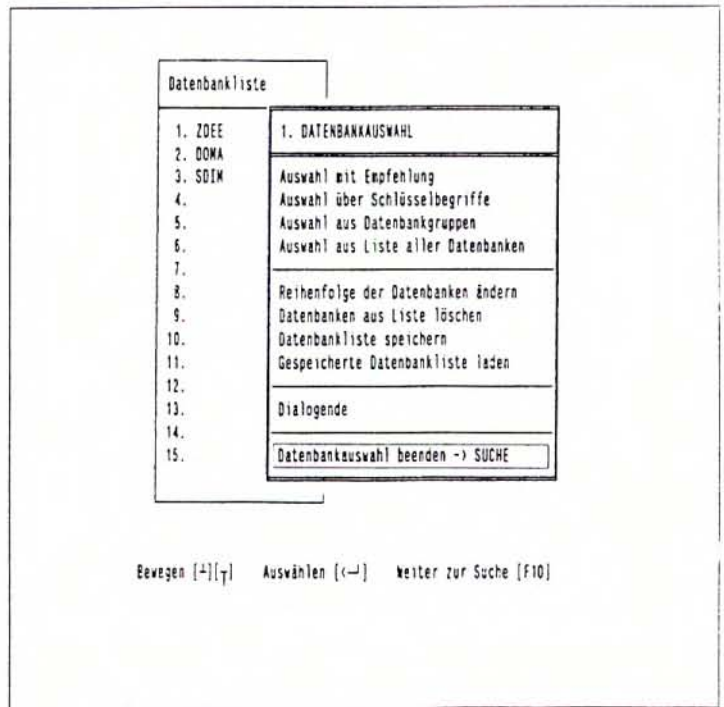 Datenbankliste
1. ZDEE
2. DOMA
3. SDIM
4.
5.
6.
7.
8.
9.
10.
11.
12.
13.
14.
15.
1. DATENBANKAUSWAHL
Auswahl mit Empfehlung
Auswahl über Schlüsselbegriffe
Auswahl aus Datenbankgruppen
Auswahl aus Liste aller Datenbanken
Reihenfolge der Datenbanken ändern
Datenbanken aus Liste löschen
Datenbankliste speichern
Gespeicherte Datenbankliste laden
Dialogende
Datenbankauswahl beenden -> SUCHE
Bewegen [┴][┬] Auswählen [<─┘] Weiter zur Suche [F10]